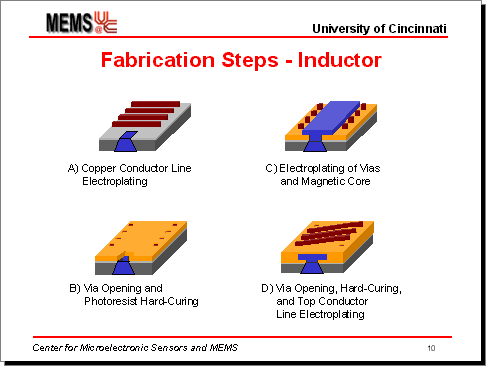 MEMS UC@
University of Cincinnati
Fabrication Steps - Inductor
A) Copper Conductor Line
Electroplating
C) Electroplating of Vias
and Magnetic Core
B) Via Opening and
Photoresist Hard-Curing
D) Via Opening, Hard-Curing,
and Top Conductor
Line Electroplating
Center for Microelectronic Sensors and MEMS
10